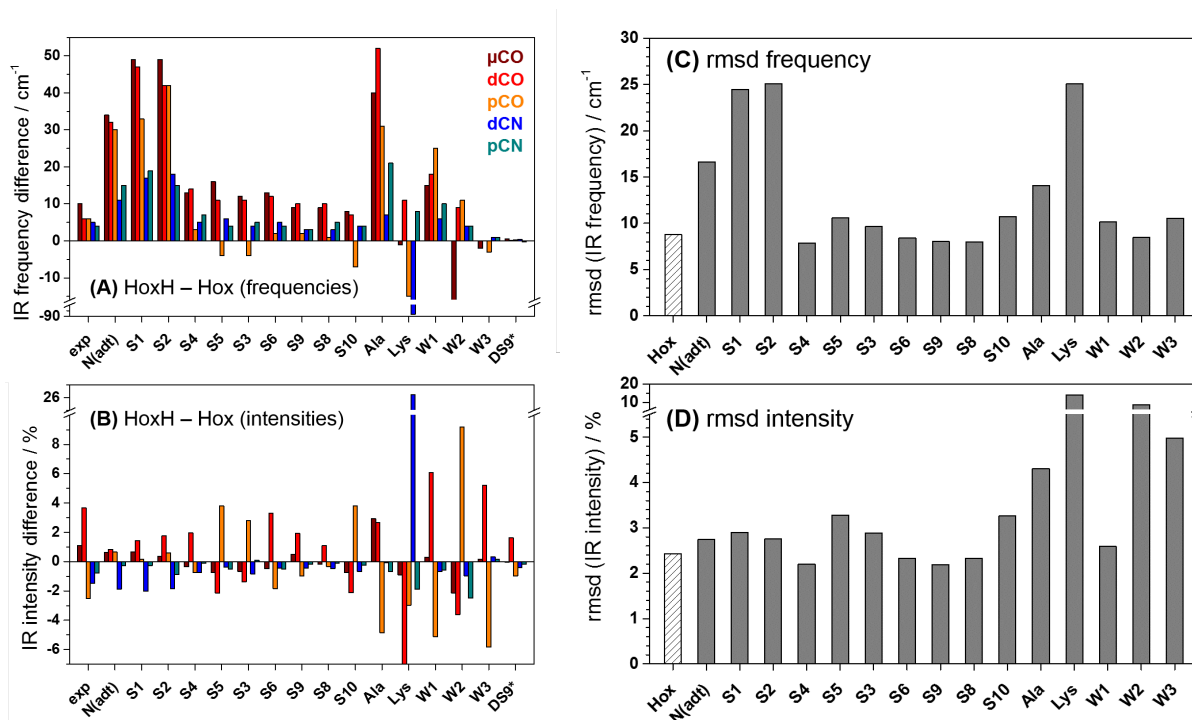 IR frequency difference / cm⁻¹
50
40
30
20
10
0
-10
-90
µCO
dCO
pCO
dCN
pCN
(A) HoxH – Hox (frequencies)
exp N(adt) S1 S2 S4 S5 S3 S6 S9 S8 S10 Ala Lys W1 W2 W3 DS9*
rmsd (IR frequency) / cm⁻¹
30
25
20
15
10
5
0
(C) rmsd frequency
Hox N(adt) S1 S2 S4 S5 S3 S6 S9 S8 S10 Ala Lys W1 W2 W3
IR intensity difference / %
26
8
6
4
2
0
-2
-4
-6
(B) HoxH – Hox (intensities)
exp N(adt) S1 S2 S4 S5 S3 S6 S9 S8 S10 Ala Lys W1 W2 W3 DS9*
rmsd (IR intensity) / %
20
10
5
4
3
2
1
0
(D) rmsd intensity
Hox N(adt) S1 S2 S4 S5 S3 S6 S9 S8 S10 Ala Lys W1 W2 W3